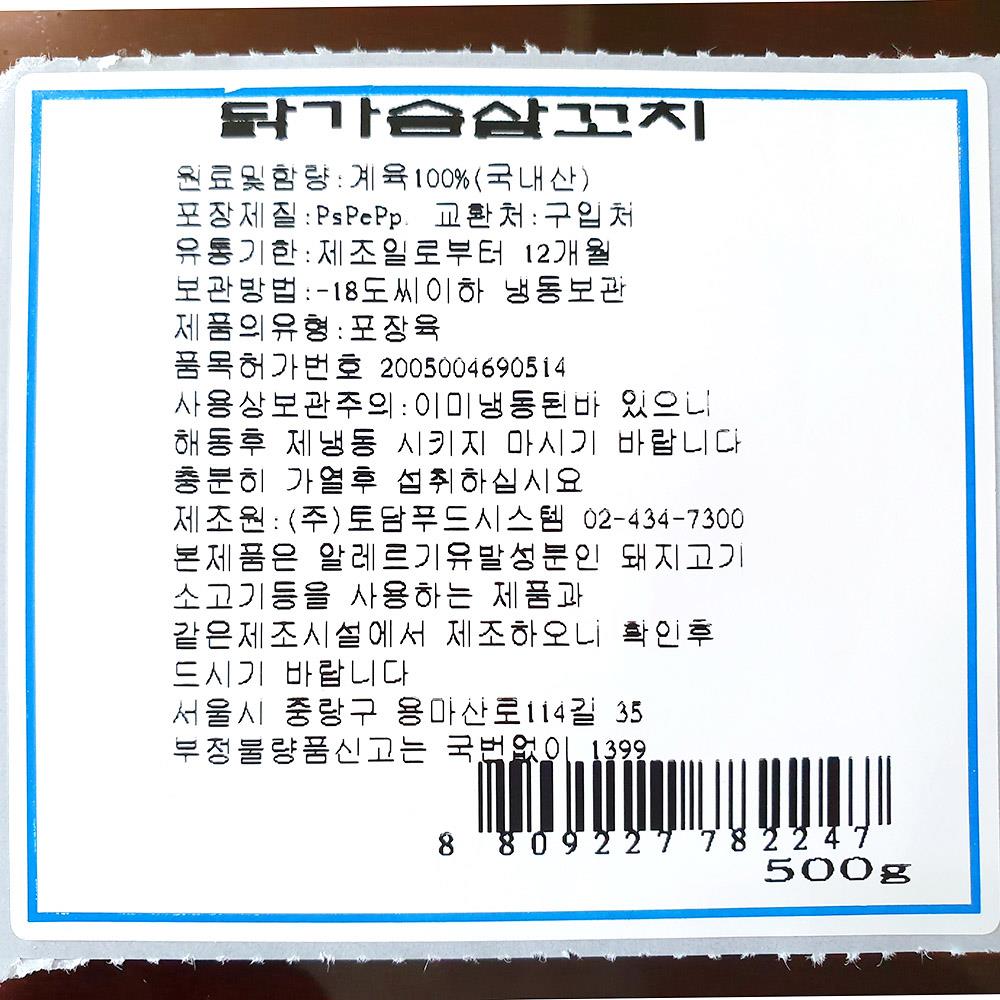 닭가슴살꼬치
원료및함량:계육100%(국내산)
포장제질:PsPePp. 교환처:구입처
유통기한:제조일로부터 12개월
보관방법:-18도씨이하 냉동보관
제품의유형:포장육
품목허가번호 2005004690514
사용상보관주의:이미냉동된바 있으니
해동후 제냉동 시키지 마시기 바랍니다
충분히 가열후 섭취하십시요
제조원:(주)토담푸드시스템 02-434-7300
본제품은 알레르기유발성분인 돼지고기
소고기등을 사용하는 제품과
같은제조시설에서 제조하오니 확인후
드시기 바랍니다
서울시 중랑구 용마산로114길 35
부정불량품신고는 국번없이 1399
8 809227 782247
500g